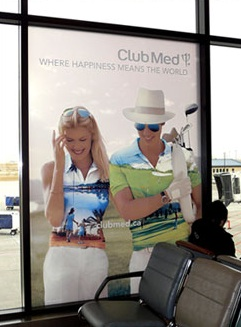 Club Med
WHERE HAPPINESS MEANS THE WORLD
clubmed.ca